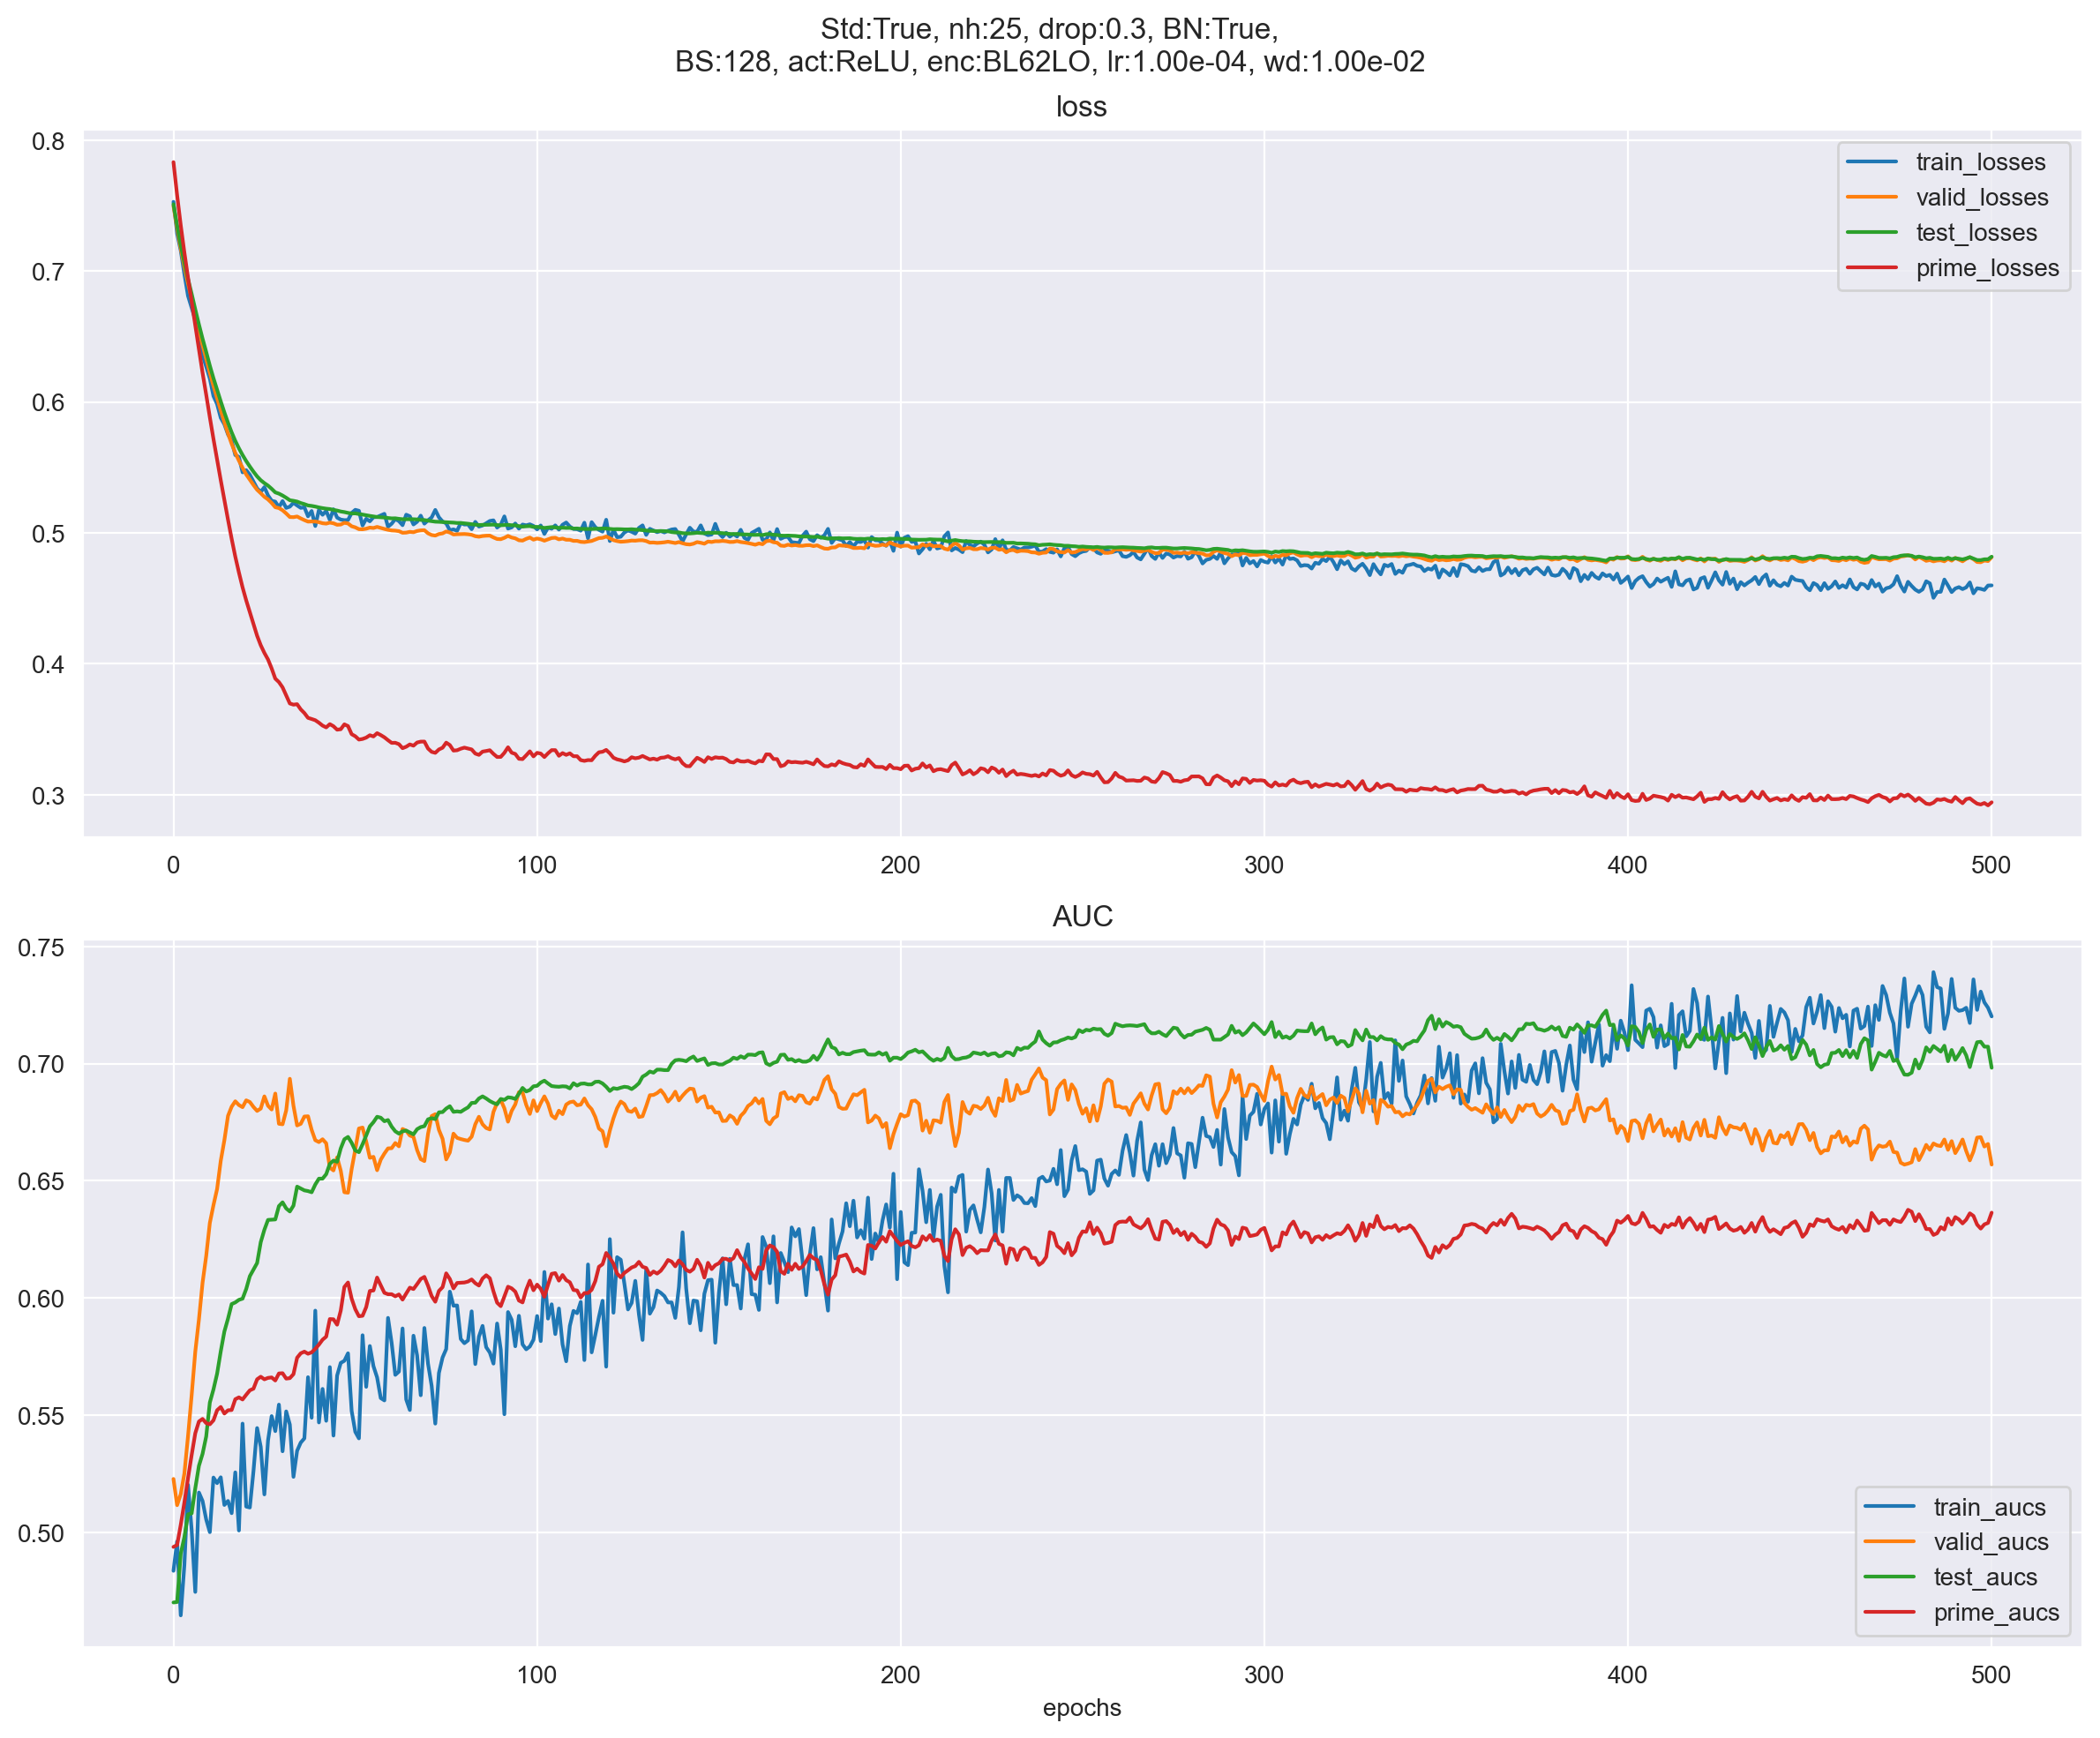 Std:True, nh:25, drop:0.3, BN:True,
BS:128, act:ReLU, enc:BL62LO, lr:1.00e-04, wd:1.00e-02
loss
0.8
0.7
0.6
0.5
0.4
0.3
train_losses
valid_losses
test_losses
prime_losses
0 100 200 300 400 500
AUC
0.75
0.70
0.65
0.60
0.55
0.50
train_aucs
valid_aucs
test_aucs
prime_aucs
0 100 200 300 400 500
epochs